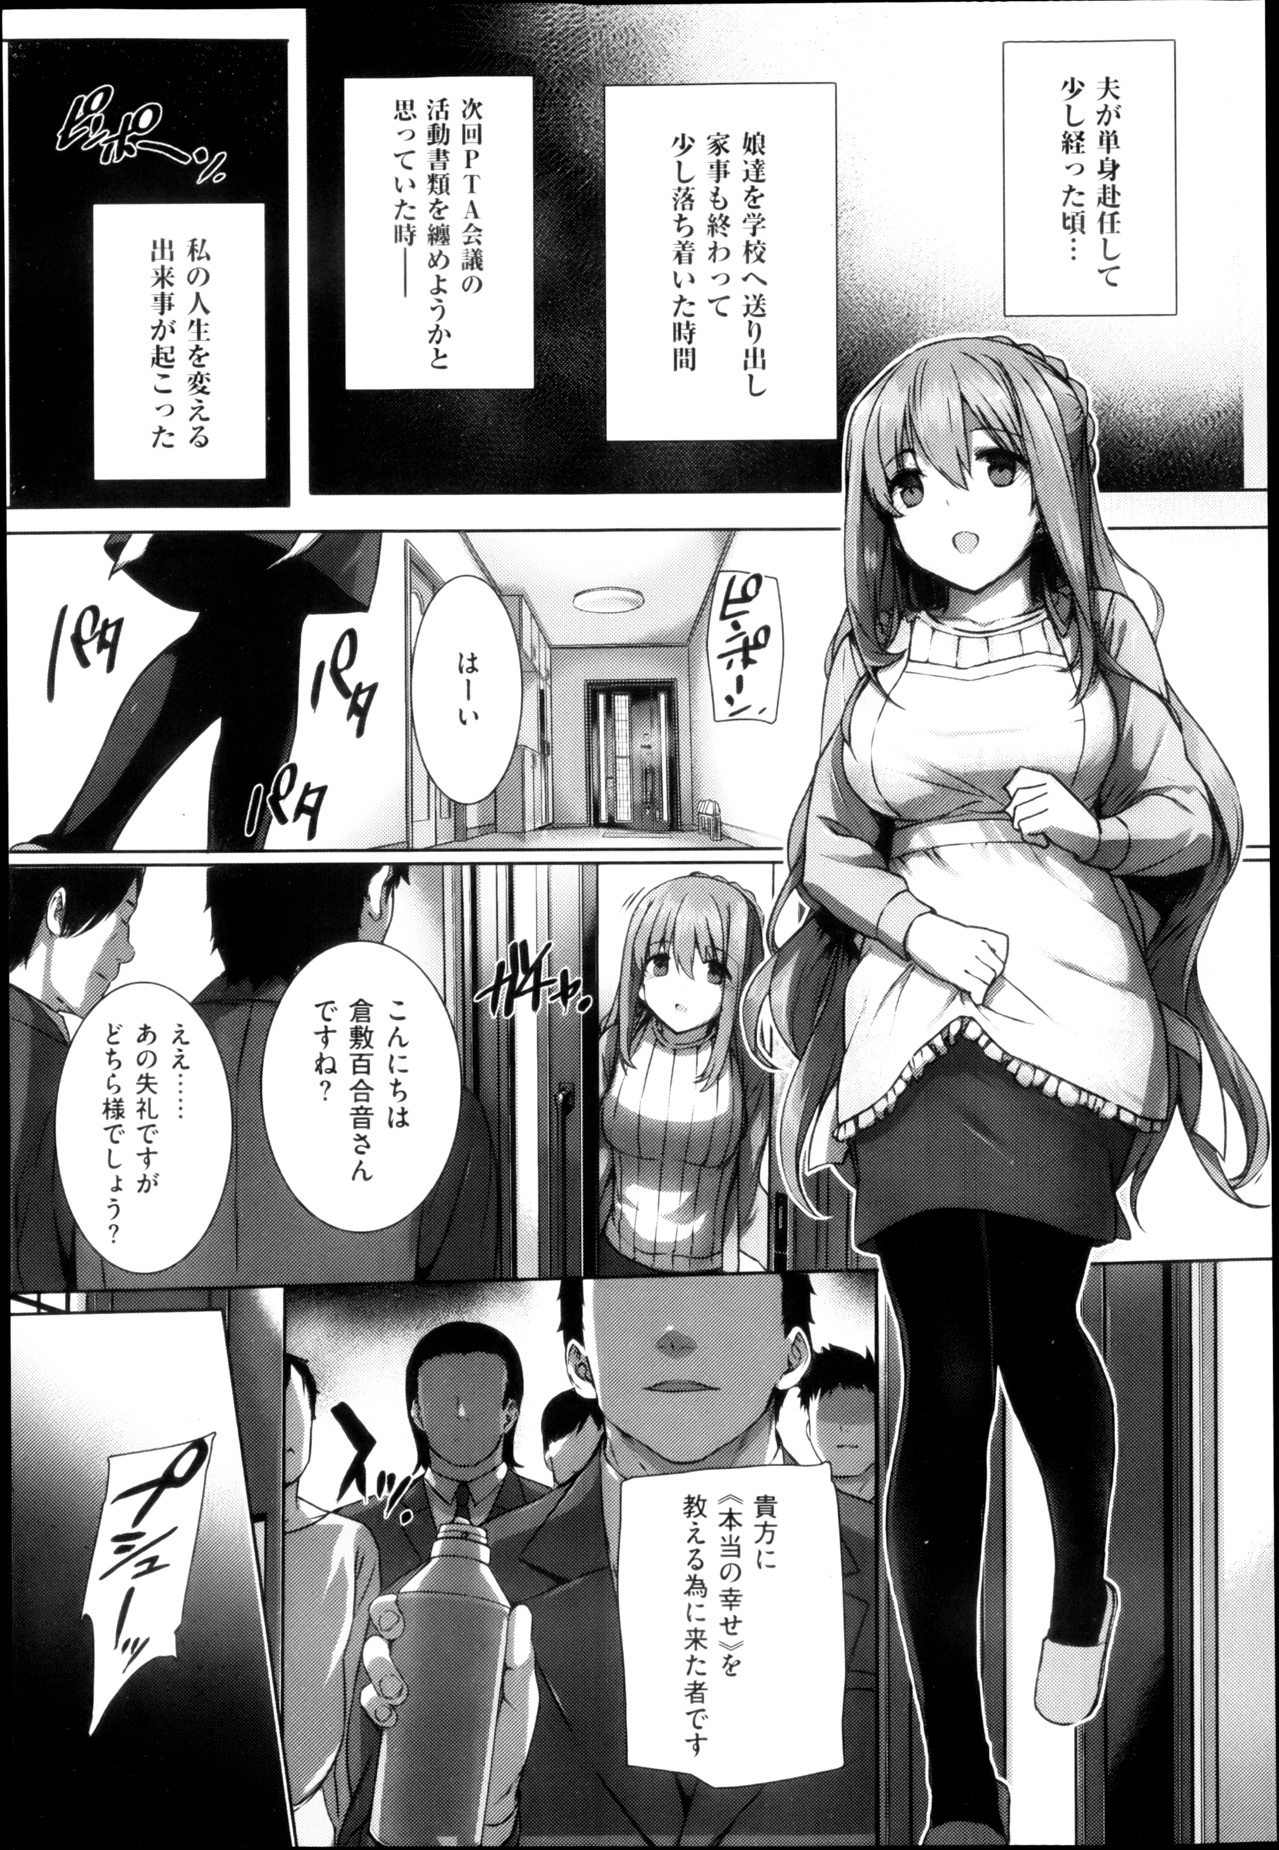 夫が単身赴任して
少し経った頃…
娘達を学校へ送り出し
家事も終わって
少し落ち着いた時間
次回PTA会議の
活動書類を纏めようかと
思っていた時――
ピンポーン
私の人生を変える
出来事が起こった
ピンポーン
はーい
パタ
パタ
パタ
ガチャ
こんにちは
倉敷百合音さん
ですね?
ええ……
あの失礼ですが
どちら様でしょう?
貴方に
《本当の幸せ》を
教える為に来た者です
スッ
プシューッ